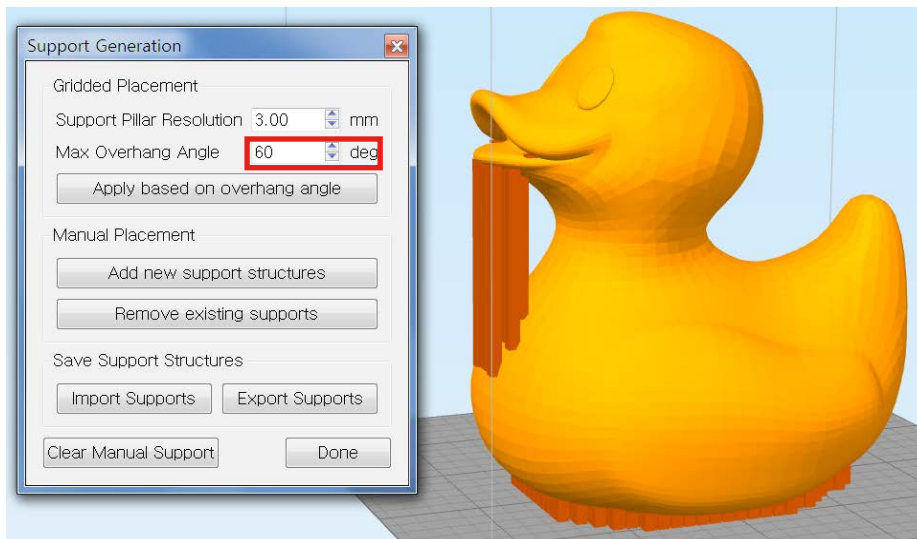 Support Generation
Gridded Placement
Support Pillar Resolution 3.00 mm
Max Overhang Angle 60 deg
Apply based on overhang angle
Manual Placement
Add new support structures
Remove existing supports
Save Support Structures
Import Supports Export Supports
Clear Manual Support Done